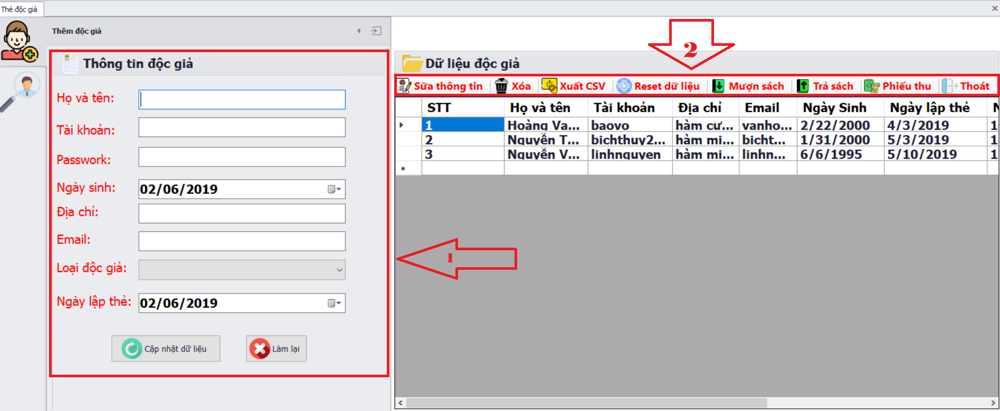 Thẻ độc giả
Thêm độc giả
Thông tin độc giả
Họ và tên:
Tài khoản:
Passwork:
Ngày sinh: 02/06/2019
Địa chỉ:
Email:
Loại độc giả:
Ngày lập thẻ: 02/06/2019
Cập nhật dữ liệu Làm lại
1
2
Dữ liệu độc giả
Sữa thông tin Xóa Xuất CSV Reset dữ liệu Mượn sách Trả sách Phiếu thu Thoát
STT Họ và tên Tài khoản Địa chỉ Email Ngày Sinh Ngày lập thẻ N
1 Hoàng Va... baovo hàm cư... vanho... 2/22/2000 4/3/2019 1
2 Nguyễn T... bichthuy2... hàm mi... bicht... 1/31/2000 5/3/2019 1
3 Nguyễn V... linhnguyen hàm mi... linhn... 6/6/1995 5/10/2019 1